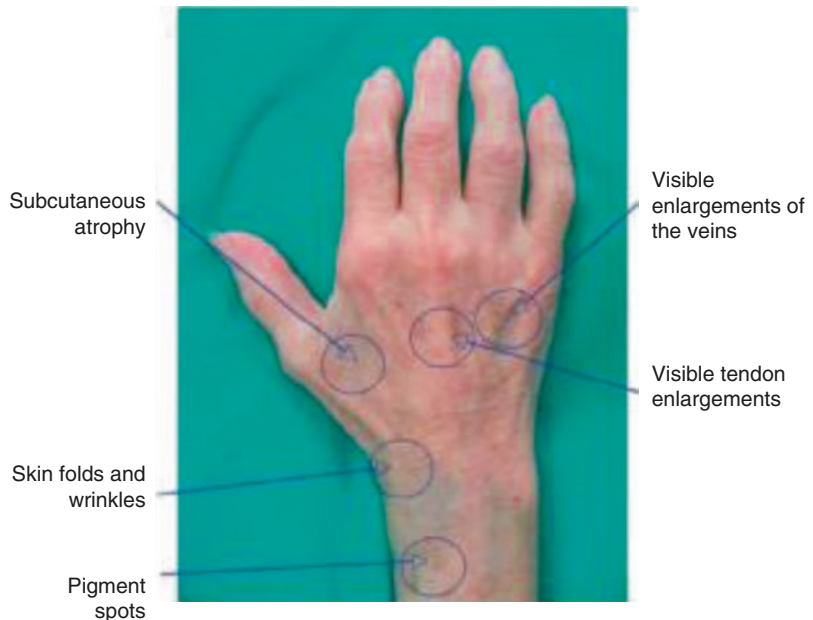 Subcutaneous
atrophy
Skin folds and
wrinkles
Pigment
spots
Visible
enlargements of
the veins
Visible tendon
enlargements